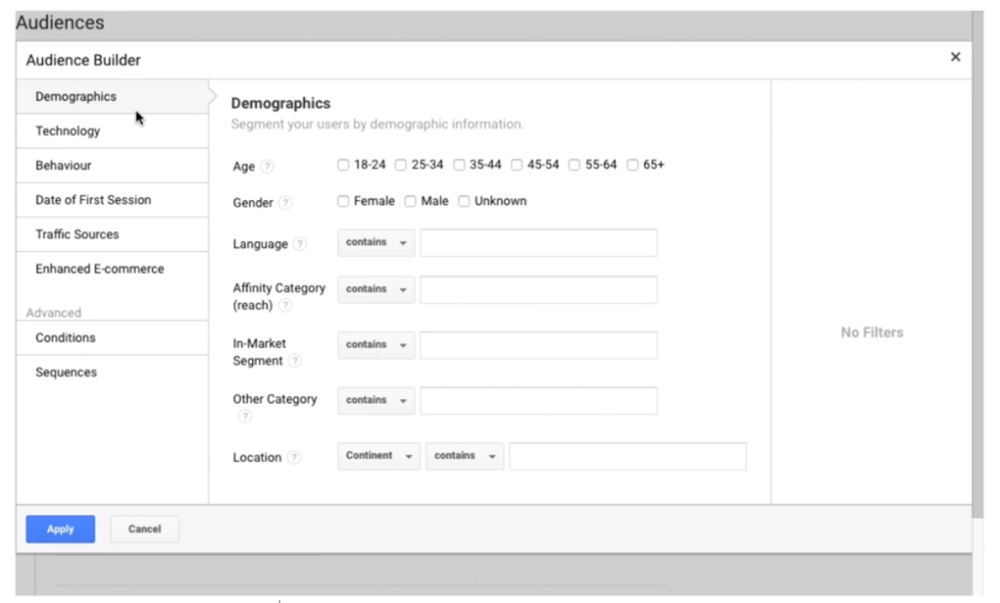 Audiences
Audience Builder
×
Demographics
Technology
Behaviour
Date of First Session
Traffic Sources
Enhanced E-commerce
Advanced
Conditions
Sequences
Demographics
Segment your users by demographic information.
Age ? 18-24 25-34 35-44 45-54 55-64 65+
Gender ? Female Male Unknown
Language ? contains
Affinity Category
(reach) ? contains
In-Market
Segment ? contains
Other Category
? contains
Location ? Continent contains
No Filters
Apply Cancel